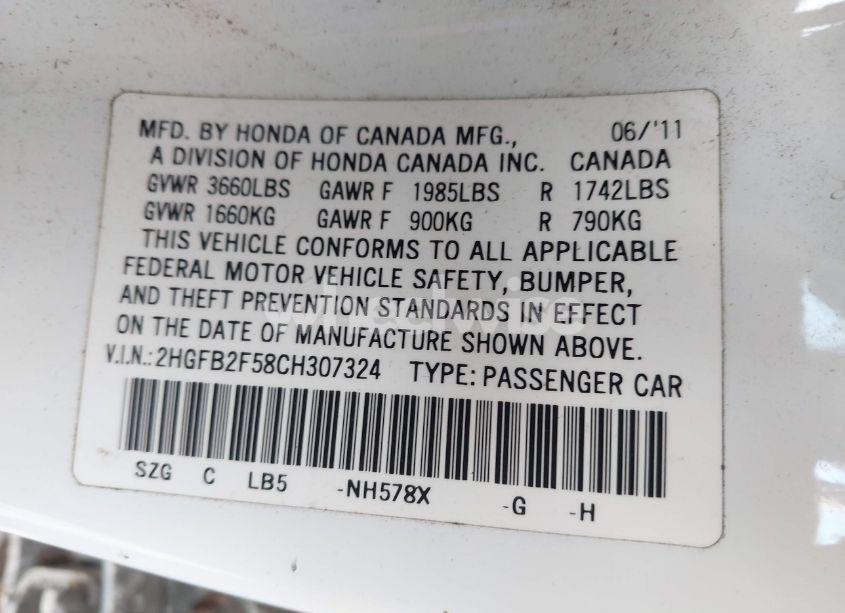 MFD. BY HONDA OF CANADA MFG., 06/'11
A DIVISION OF HONDA CANADA INC. CANADA
GVWR 3660LBS GAWR F 1985LBS R 1742LBS
GVWR 1660KG GAWR F 900KG R 790KG
THIS VEHICLE CONFORMS TO ALL APPLICABLE
FEDERAL MOTOR VEHICLE SAFETY, BUMPER,
AND THEFT PREVENTION STANDARDS IN EFFECT
ON THE DATE OF MANUFACTURE SHOWN ABOVE.
V.I.N.:2HGFB2F58CH307324 TYPE:PASSENGER CAR
SZG C LB5 -NH578X -G -H